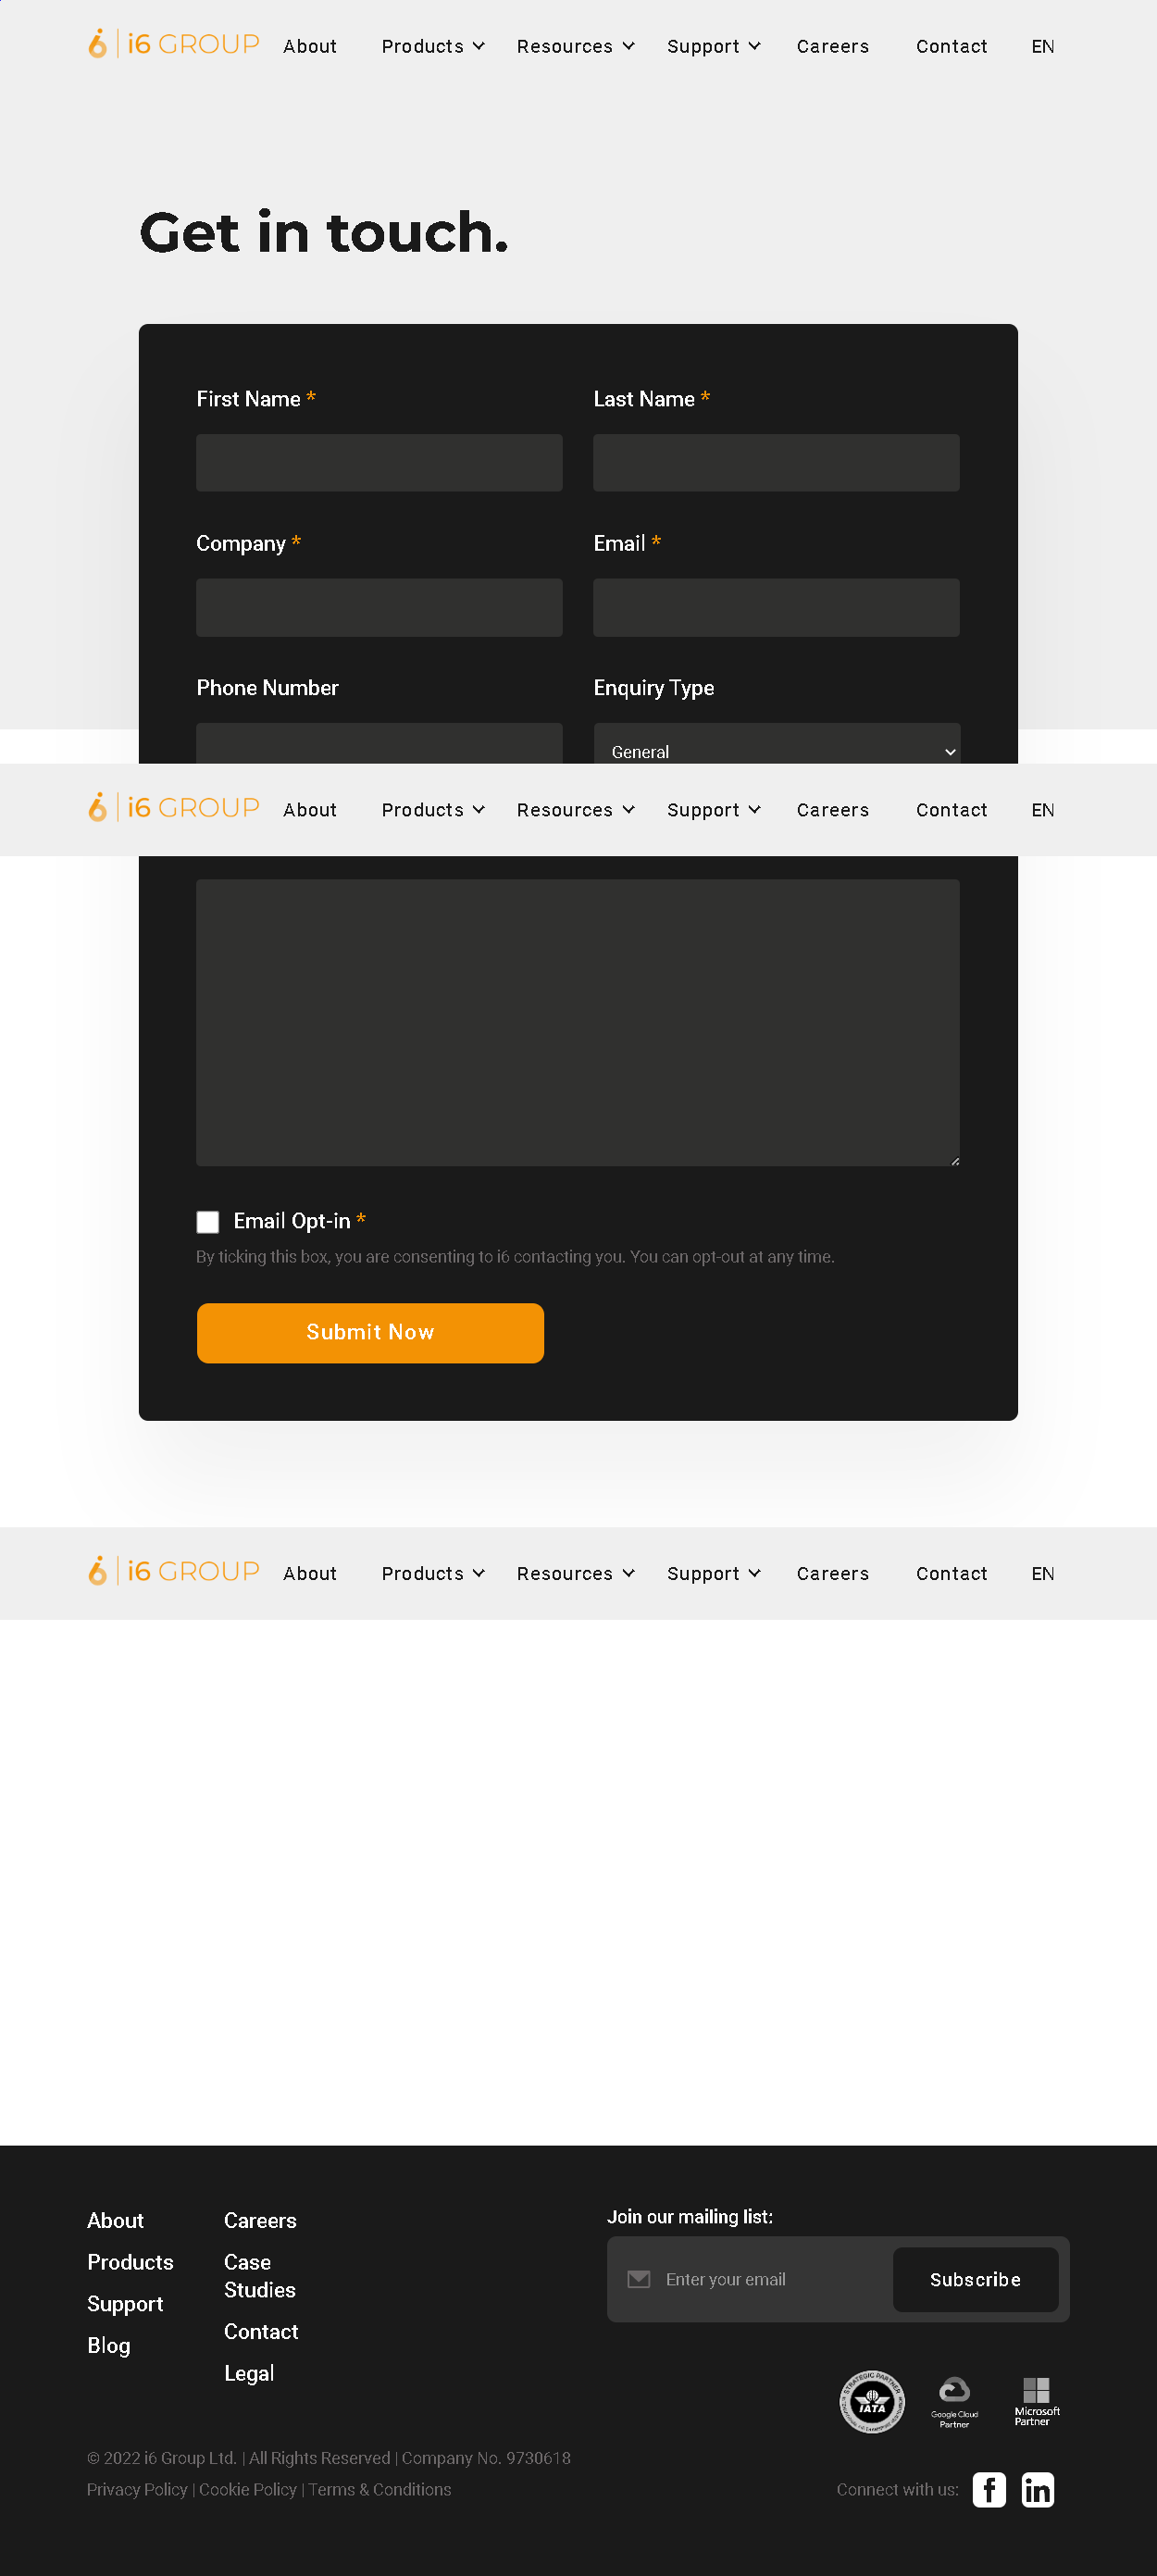 i6 GROUP About Products Resources Support Careers Contact EN
Get in touch.
First Name * Last Name *
Company * Email *
Phone Number Enquiry Type
General
i6 GROUP About Products Resources Support Careers Contact EN
Email Opt-in *
By ticking this box, you are consenting to i6 contacting you. You can opt-out at any time.
Submit Now
i6 GROUP About Products Resources Support Careers Contact EN
About
Products
Support
Blog
Careers
Case
Studies
Contact
Legal
Join our mailing list:
Enter your email Subscribe
STRATEGIC PARTNER
IATA
Google Cloud
Partner
Microsoft
Partner
© 2022 i6 Group Ltd. | All Rights Reserved | Company No. 9730618
Privacy Policy | Cookie Policy | Terms & Conditions
Connect with us: f in